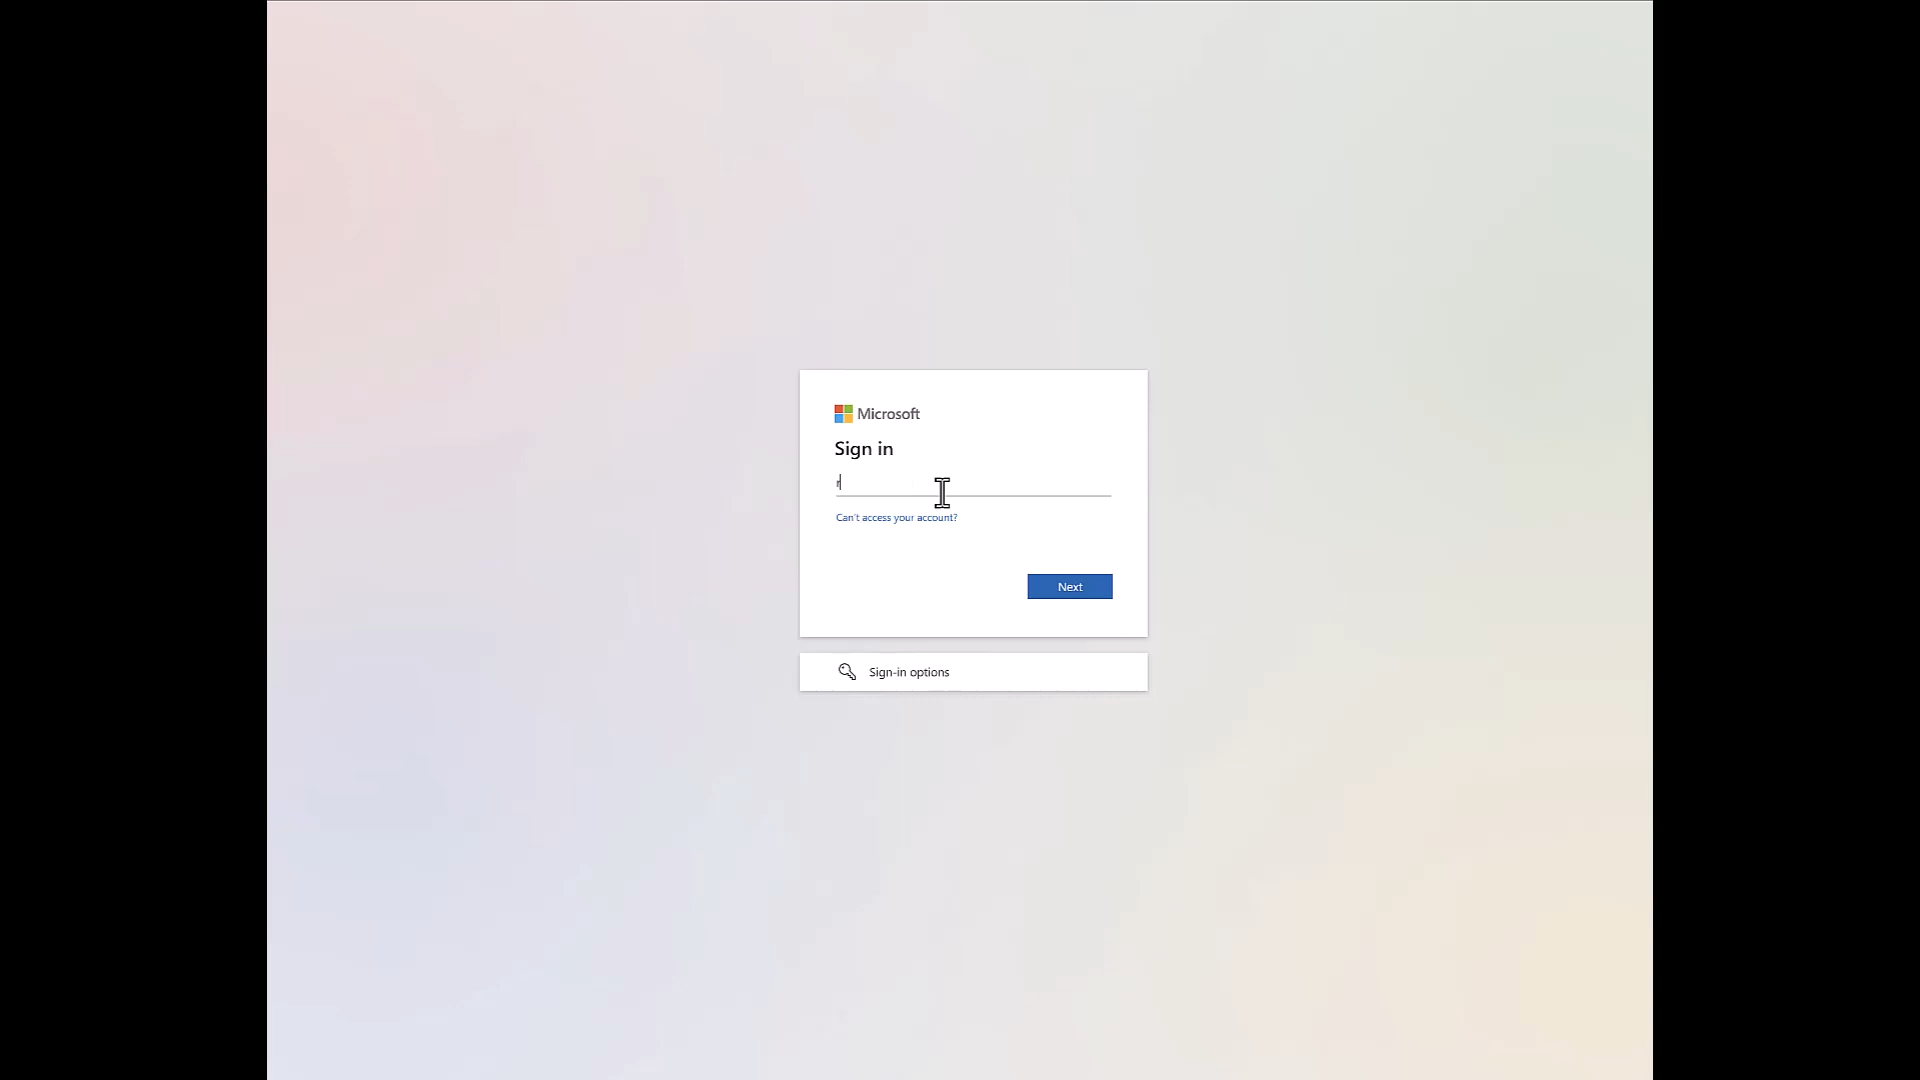 Microsoft
Sign in
r
Can't access your account?
Next
Sign-in options